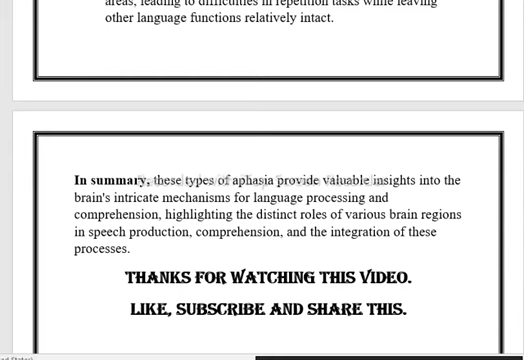 areas, leading to difficulties in repetition tasks while leaving
other language functions relatively intact.
In summary, these types of aphasia provide valuable insights into the
brain's intricate mechanisms for language processing and
comprehension, highlighting the distinct roles of various brain regions
in speech production, comprehension, and the integration of these
processes.
THANKS FOR WATCHING THIS VIDEO.
LIKE, SUBSCRIBE AND SHARE THIS.